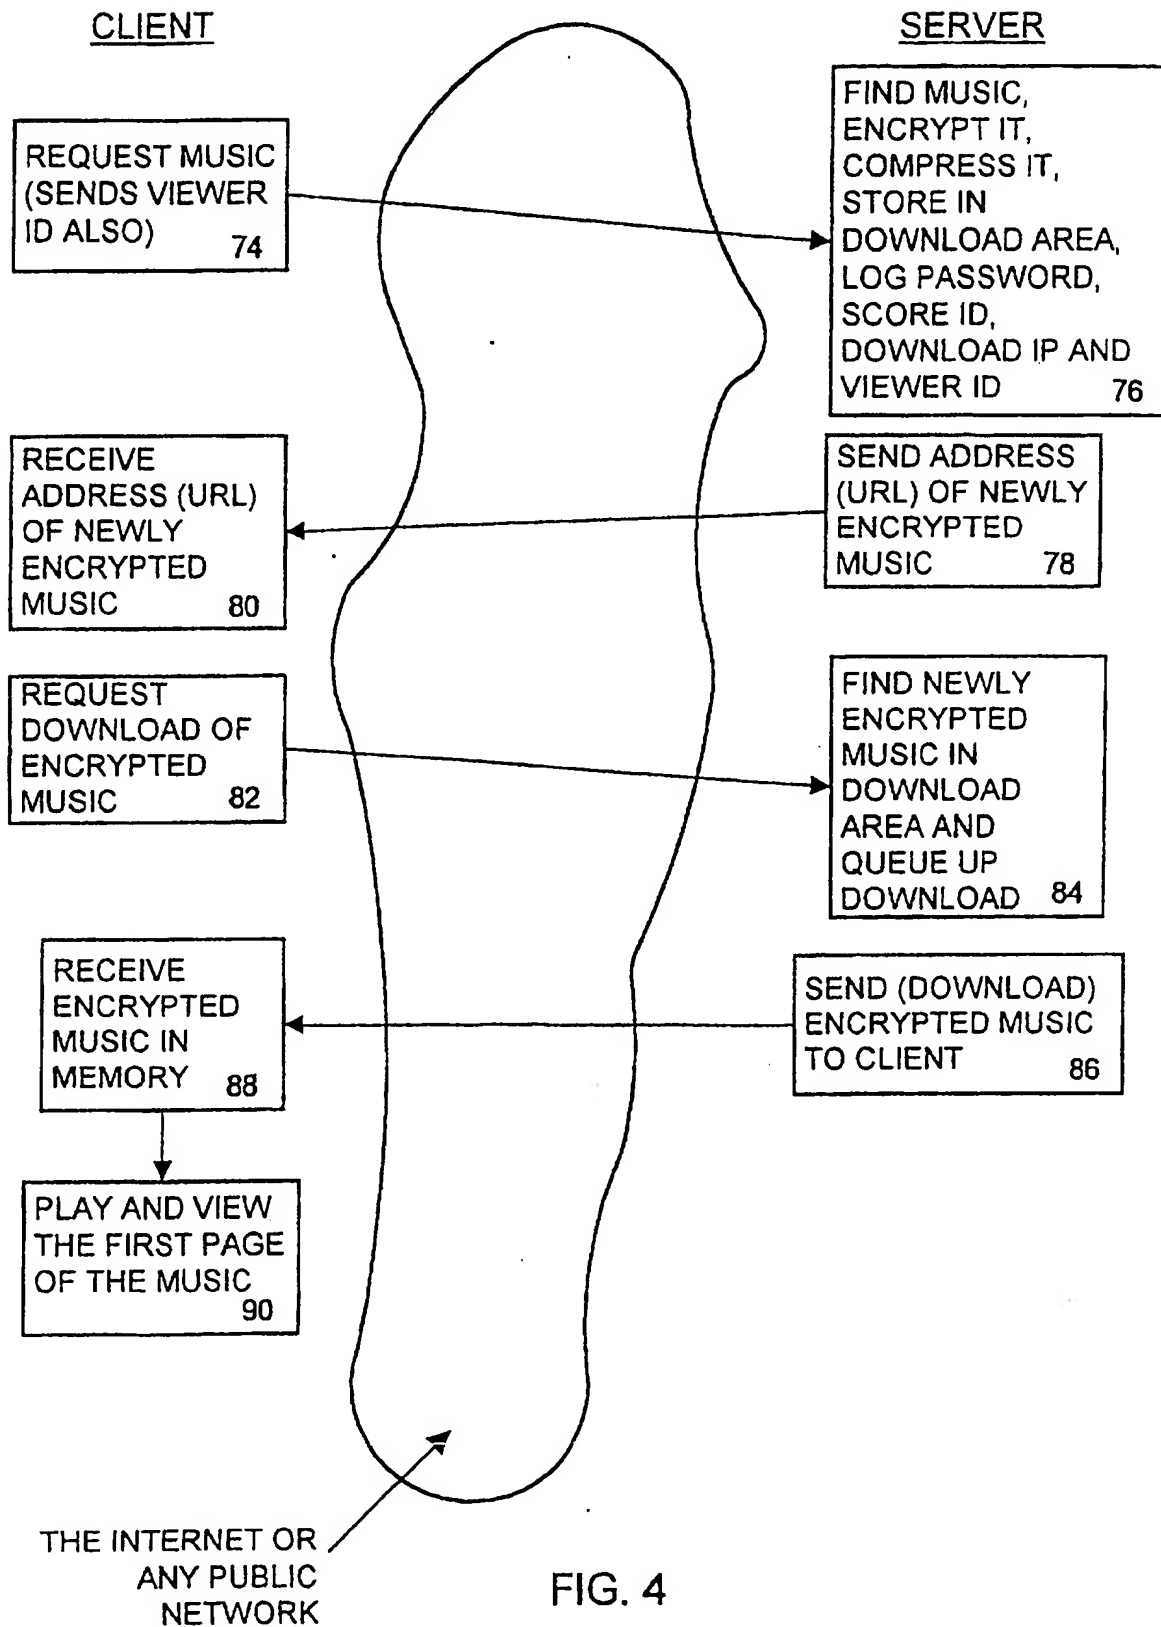 CLIENT
SERVER
REQUEST MUSIC
(SENDS VIEWER
ID ALSO)
74
FIND MUSIC,
ENCRYPT IT,
COMPRESS IT,
STORE IN
DOWNLOAD AREA,
LOG PASSWORD,
SCORE ID,
DOWNLOAD IP AND
VIEWER ID
76
RECEIVE
ADDRESS (URL)
OF NEWLY
ENCRYPTED
MUSIC
80
SEND ADDRESS
(URL) OF NEWLY
ENCRYPTED
MUSIC
78
REQUEST
DOWNLOAD OF
ENCRYPTED
MUSIC
82
FIND NEWLY
ENCRYPTED
MUSIC IN
DOWNLOAD
AREA AND
QUEUE UP
DOWNLOAD
84
RECEIVE
ENCRYPTED
MUSIC IN
MEMORY
88
SEND (DOWNLOAD)
ENCRYPTED MUSIC
TO CLIENT
86
PLAY AND VIEW
THE FIRST PAGE
OF THE MUSIC
90
THE INTERNET OR
ANY PUBLIC
NETWORK
FIG. 4